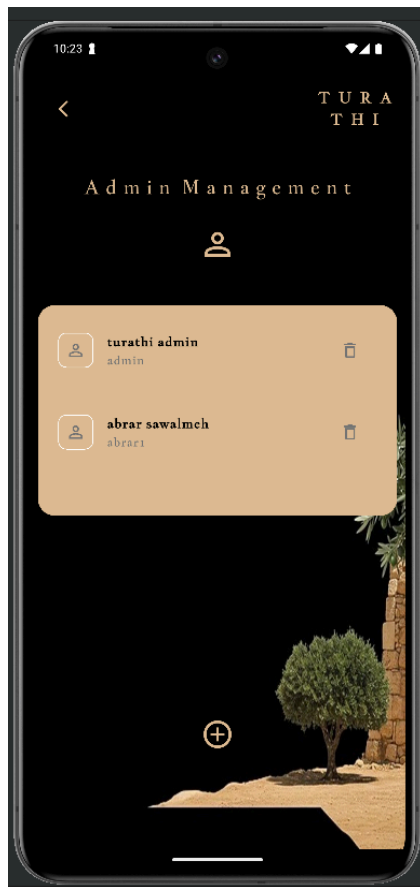 10:23
TURA
THI
Admin Management
turathi admin
admin
abrar sawalmeh
abrar1